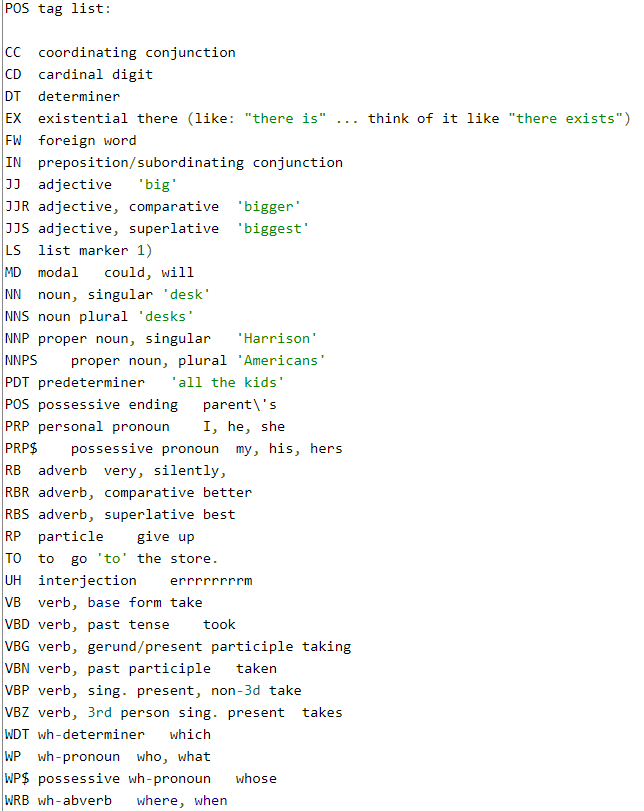 POS tag list:
CC coordinating conjunction
CD cardinal digit
DT determiner
EX existential there (like: "there is" ... think of it like "there exists")
FW foreign word
IN preposition/subordinating conjunction
JJ adjective 'big'
JJR adjective, comparative 'bigger'
JJS adjective, superlative 'biggest'
LS list marker 1)
MD modal could, will
NN noun, singular 'desk'
NNS noun plural 'desks'
NNP proper noun, singular 'Harrison'
NNPS proper noun, plural 'Americans'
PDT predeterminer 'all the kids'
POS possessive ending parent\'s
PRP personal pronoun I, he, she
PRP$ possessive pronoun my, his, hers
RB adverb very, silently,
RBR adverb, comparative better
RBS adverb, superlative best
RP particle give up
TO to go 'to' the store.
UH interjection errrrrrrrm
VB verb, base form take
VBD verb, past tense took
VBG verb, gerund/present participle taking
VBN verb, past participle taken
VBP verb, sing. present, non-3d take
VBZ verb, 3rd person sing. present takes
WDT wh-determiner which
WP wh-pronoun who, what
WP$ possessive wh-pronoun whose
WRB wh-abverb where, when